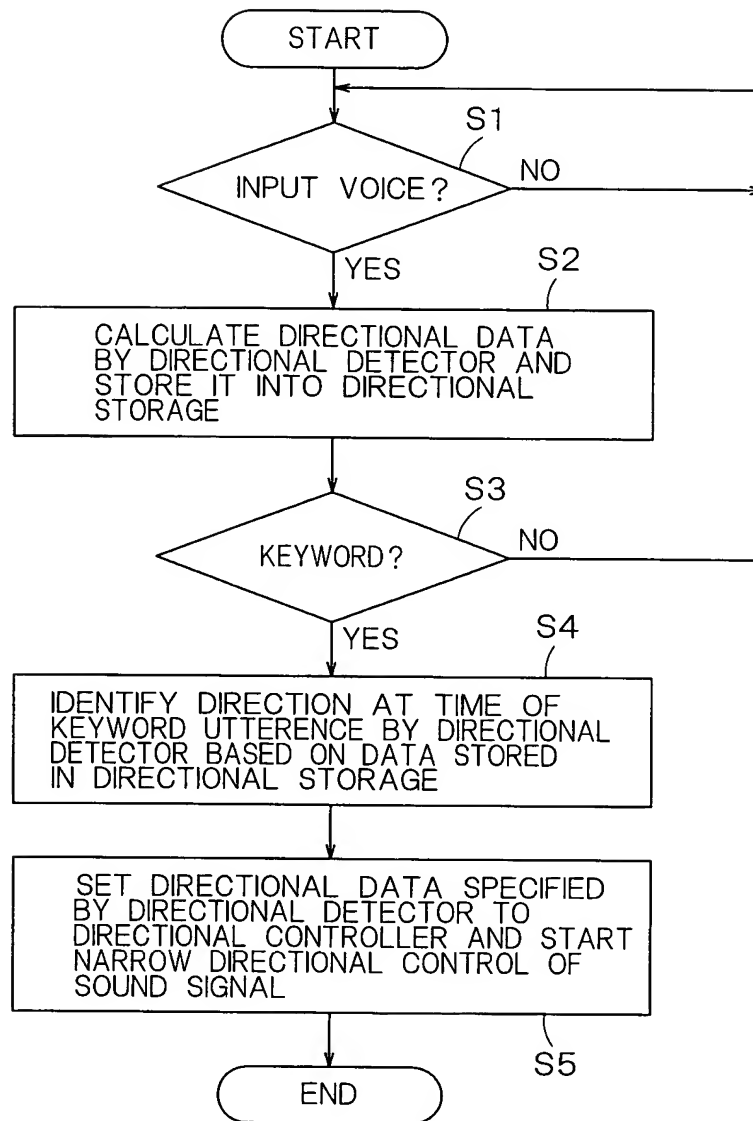 START
S1
INPUT VOICE?
NO
YES
S2
CALCULATE DIRECTIONAL DATA
BY DIRECTIONAL DETECTOR AND
STORE IT INTO DIRECTIONAL
STORAGE
S3
KEYWORD?
NO
YES
S4
IDENTIFY DIRECTION AT TIME OF
KEYWORD UTTERENCE BY DIRECTIONAL
DETECTOR BASED ON DATA STORED
IN DIRECTIONAL STORAGE
SET DIRECTIONAL DATA SPECIFIED
BY DIRECTIONAL DETECTOR TO
DIRECTIONAL CONTROLLER AND START
NARROW DIRECTIONAL CONTROL OF
SOUND SIGNAL
S5
END